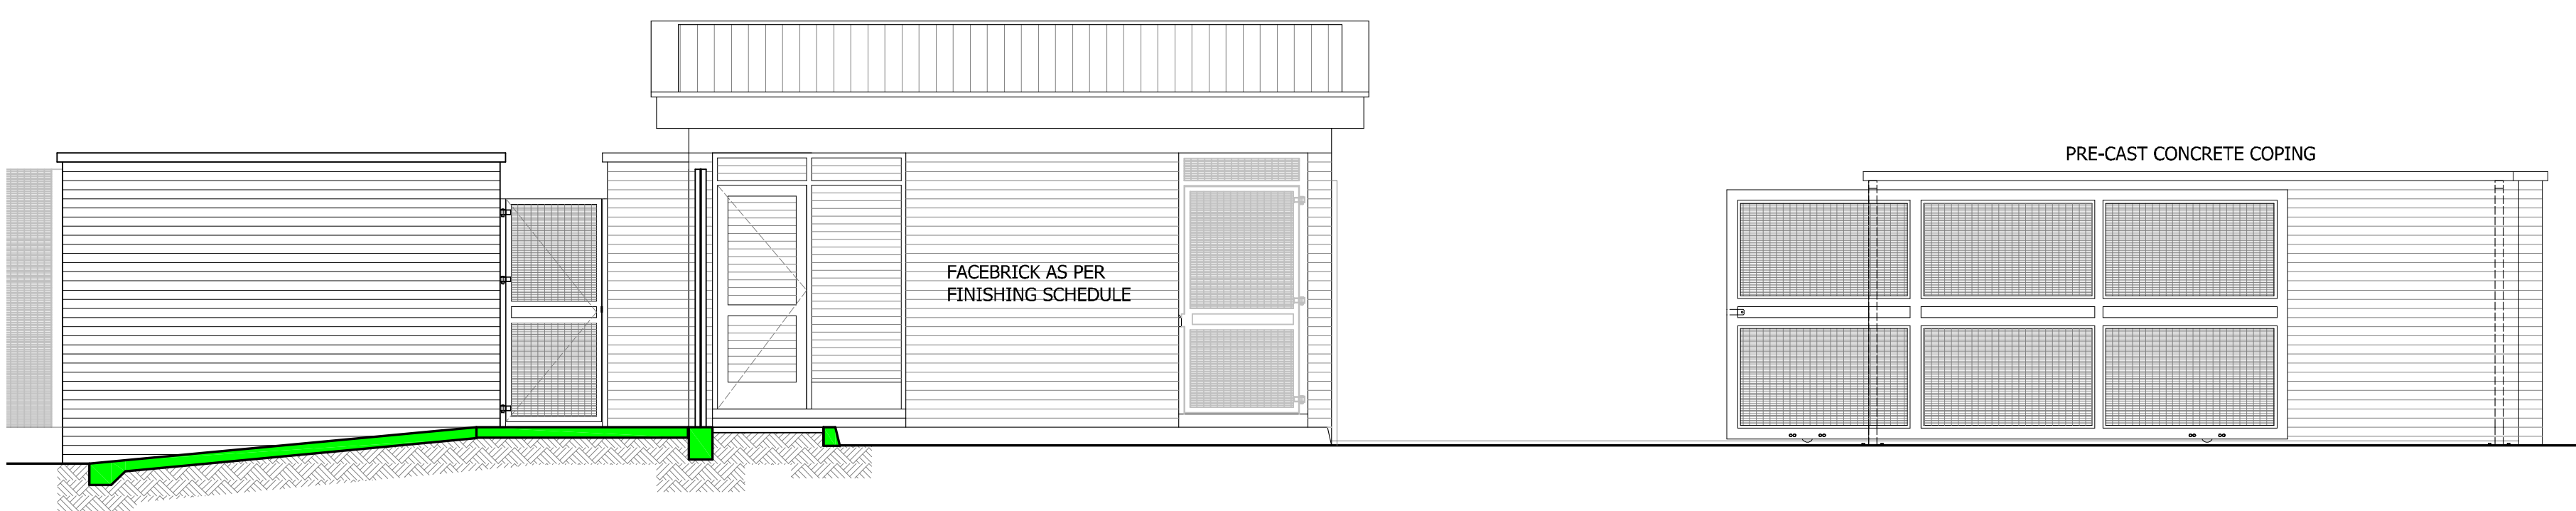 PRE-CAST CONCRETE COPING
FACEBRICK AS PER
FINISHING SCHEDULE